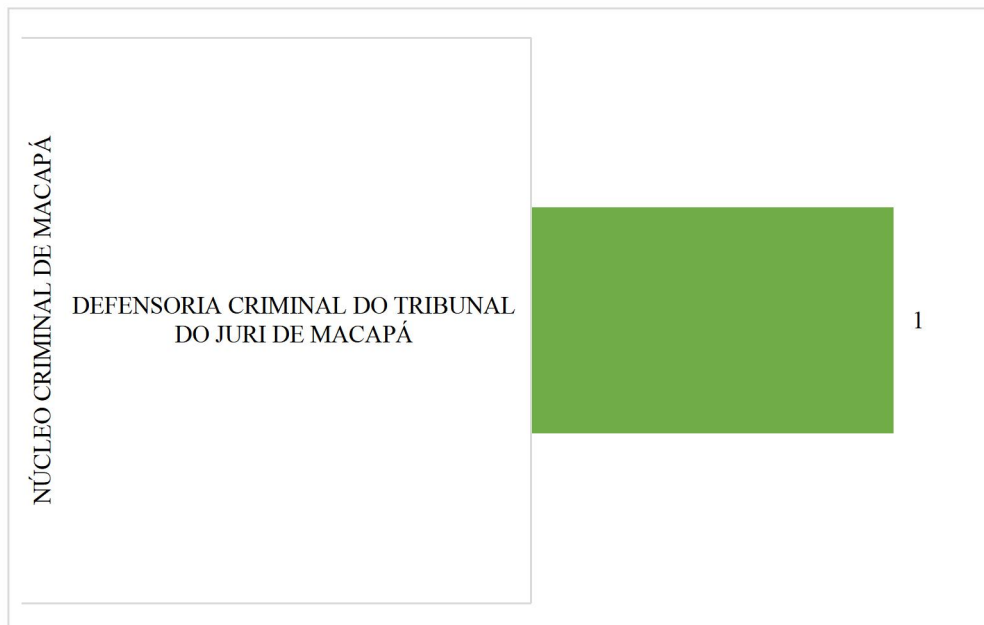 NÚCLEO CRIMINAL DE MACAPÁ
DEFENSORIA CRIMINAL DO TRIBUNAL
DO JURI DE MACAPÁ
1